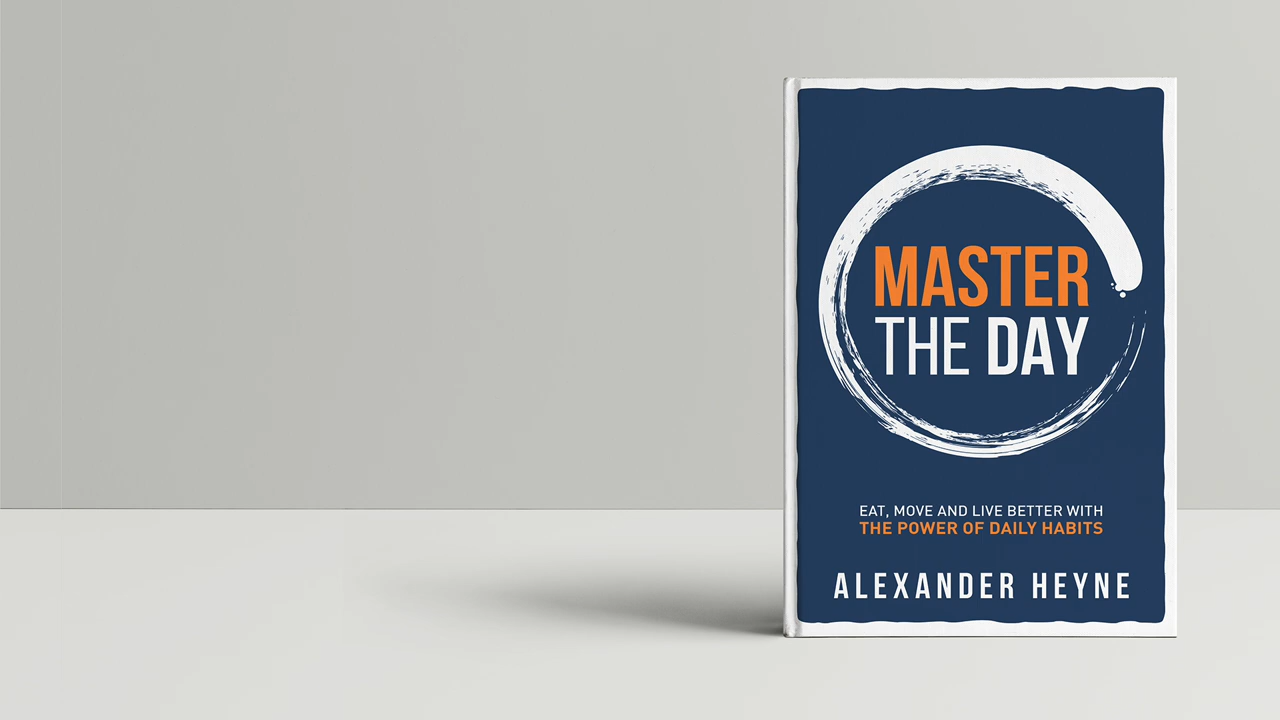 MASTER
THE DAY
EAT, MOVE AND LIVE BETTER WITH
THE POWER OF DAILY HABITS
ALEXANDER HEYNE